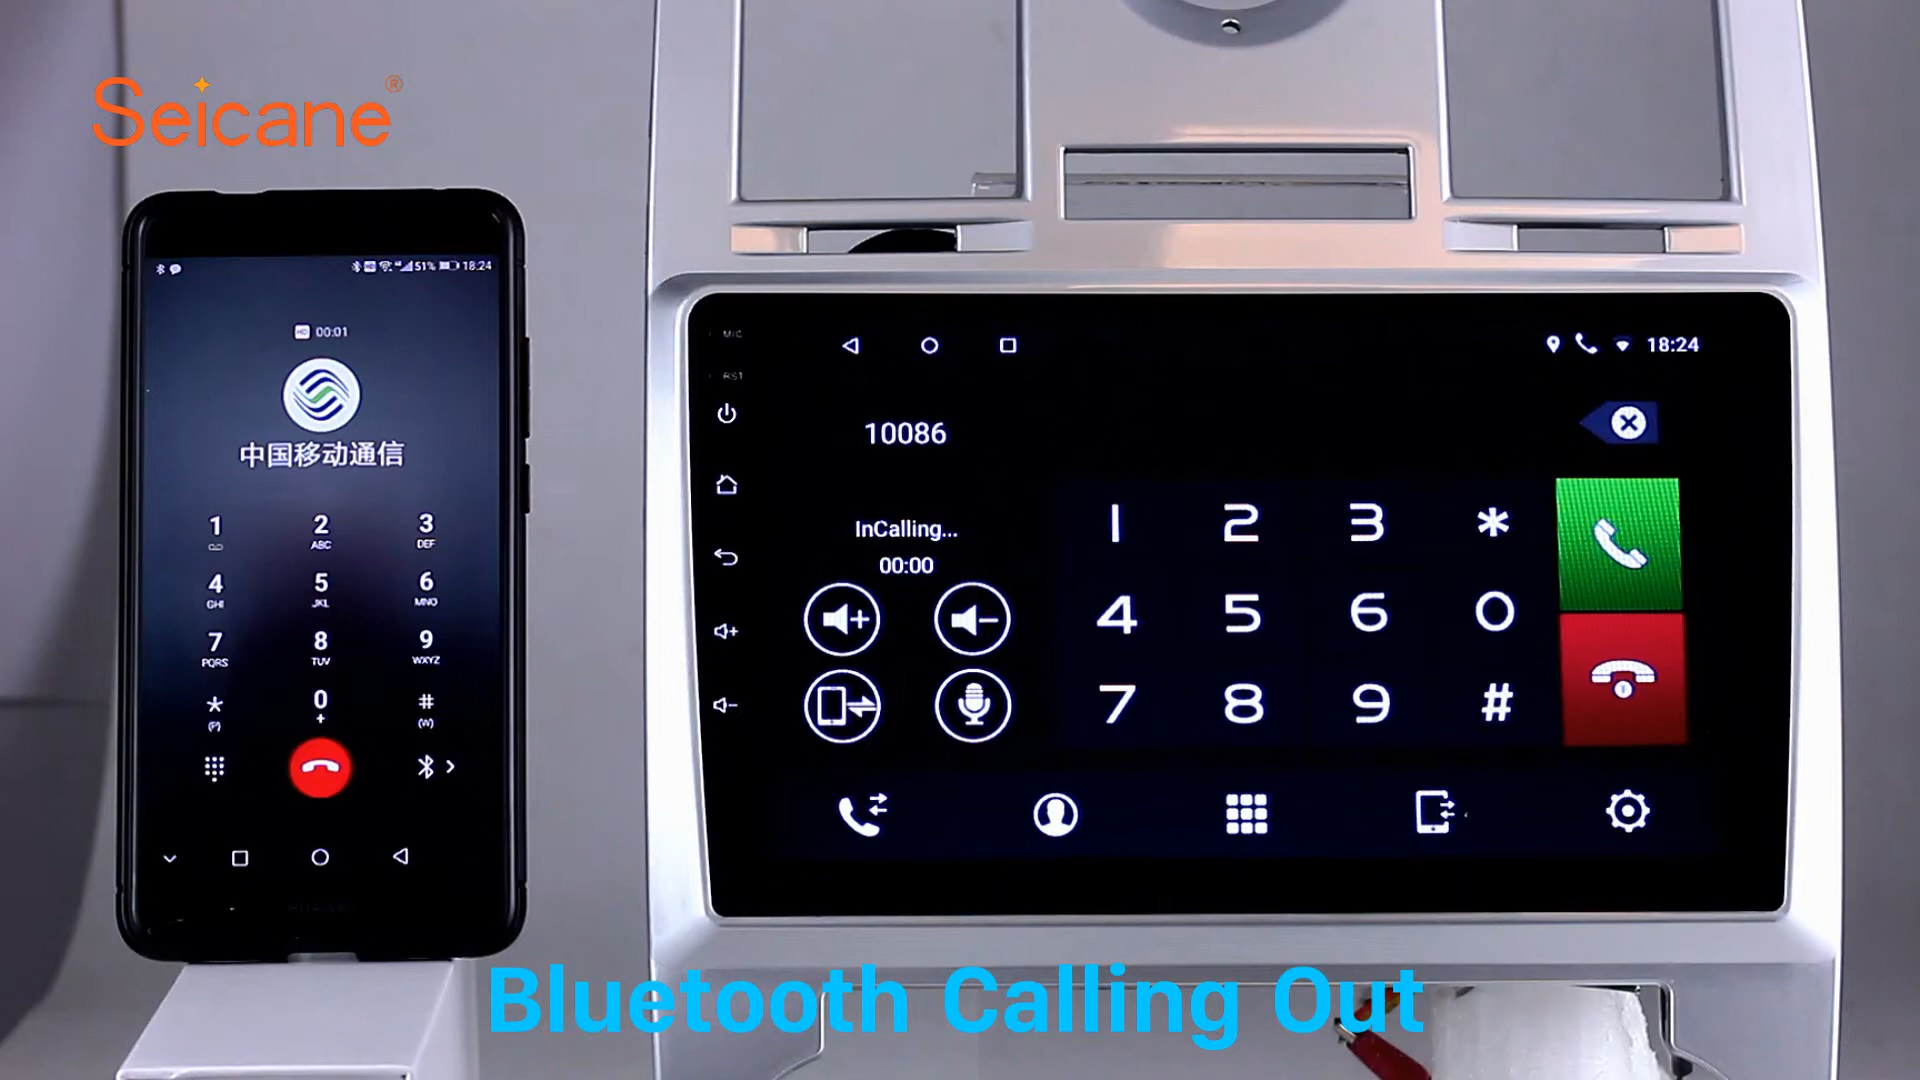 Seicane®
51% 18:24
HD 00:01
中国移动通信
1 2 3
ABC DEF
4 5 6
GHI JKL MNO
7 8 9
PQRS TUV WXYZ
* 0 #
(P) + (W)
MIC
RST
18:24
10086
InCalling...
00:00
1 2 3 *
4 5 6 0
7 8 9 #
Bluetooth Calling Out